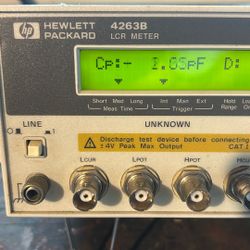 hp HEWLETT PACKARD 4263B LCR METER
Cp:- 1.05pF D:
Short Med Long Int Man Ext Hold Range
Meas Time Trigger
LINE UNKNOWN
Discharge test device before connecting
±4V Peak Max Output CAT I
LCUR LPOT HPOT